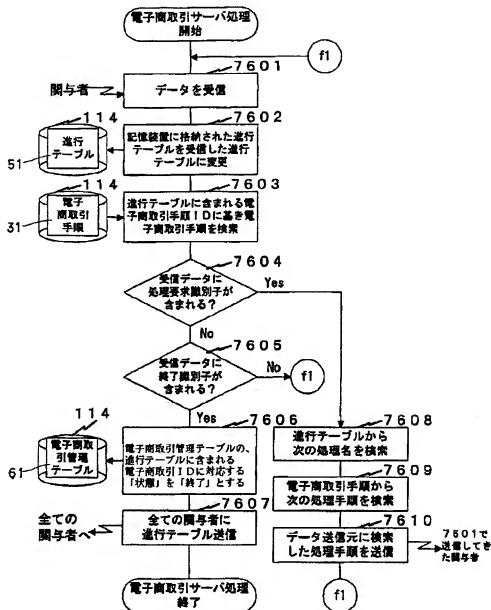 電子商取引サーバ処理
開始
f1
7601
関与者
データを受信
114
7602
進行
テーブル
51
記憶装置に格納された進行
テーブルを受信した進行
テーブルに変更
114
7603
電子
商取引
手順
31
進行テーブルに含まれる電
子商取引手順IDに基き電
子商取引手順を検索
7604
受信データに
処理要求識別子が
含まれる?
Yes
No
7605
受信データに
終了識別子が
含まれる?
No
f1
Yes
114
7606
電子商取
引管理
テーブル
61
電子商取引管理テーブルの、
進行テーブルに含まれる
電子商取引IDに対応する
「状態」を「終了」とする
7608
進行テーブルから
次の処理名を検索
7609
電子商取引手順から
次の処理手順を検索
7607
全ての
関与者へ
全ての関与者に
進行テーブル送信
7610
データ送信元に検索
した処理手順を送信
7601で
送信してき
た関与者
電子商取引サーバ処理
終了
f1